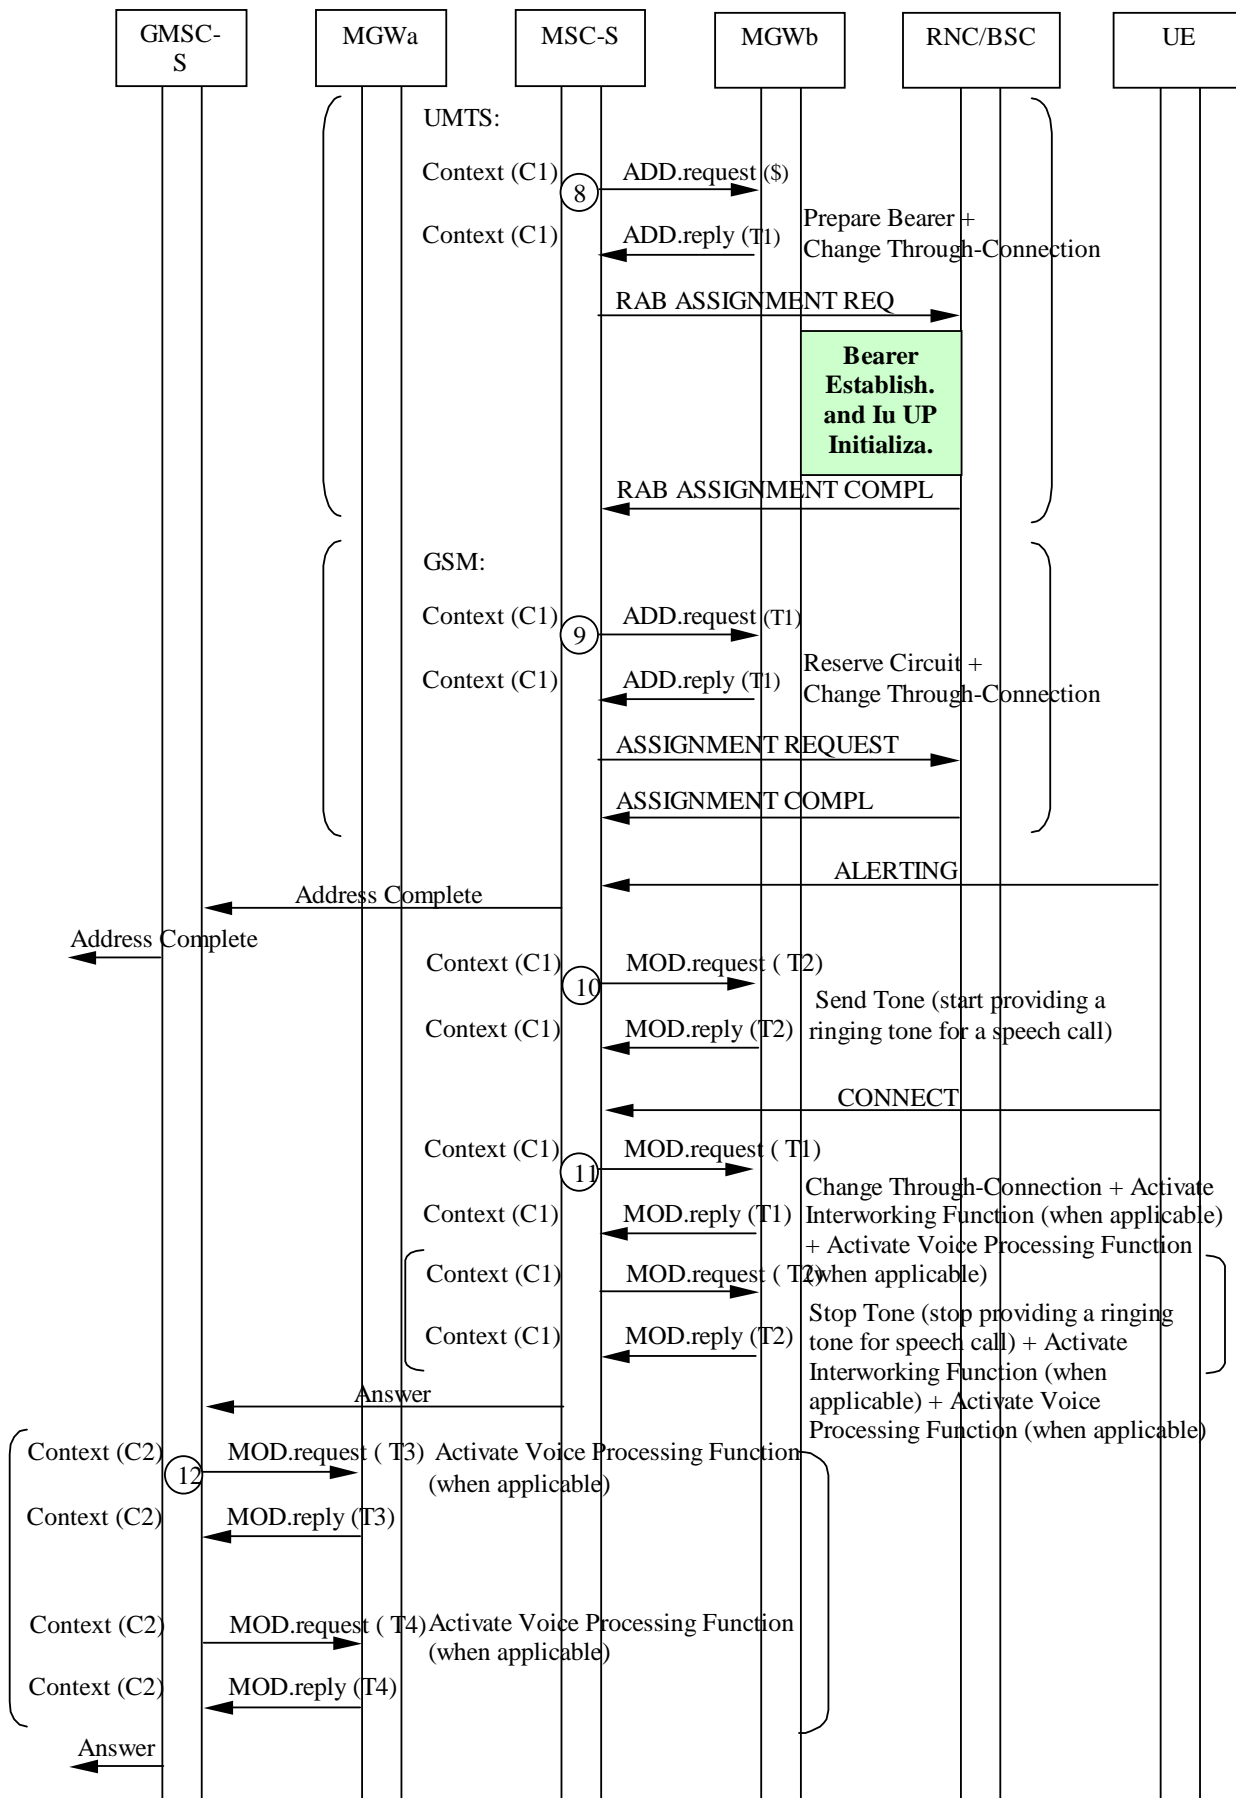 GMSC-
S
MGWa
MSC-S
MGWb
RNC/BSC
UE
UMTS:
Context (C1)
8
ADD.request ($)
Context (C1)
ADD.reply (T1)
Prepare Bearer +
Change Through-Connection
RAB ASSIGNMENT REQ
Bearer
Establish.
and Iu UP
Initializa.
RAB ASSIGNMENT COMPL
GSM:
Context (C1)
9
ADD.request (T1)
Context (C1)
ADD.reply (T1)
Reserve Circuit +
Change Through-Connection
ASSIGNMENT REQUEST
ASSIGNMENT COMPL
ALERTING
Address Complete
Address Complete
Context (C1)
10
MOD.request ( T2)
Context (C1)
MOD.reply (T2)
Send Tone (start providing a
ringing tone for a speech call)
CONNECT
Context (C1)
11
MOD.request ( T1)
Context (C1)
MOD.reply (T1)
Change Through-Connection + Activate
Interworking Function (when applicable)
+ Activate Voice Processing Function
(when applicable)
Context (C1)
MOD.request ( T2)
Context (C1)
MOD.reply (T2)
Stop Tone (stop providing a ringing
tone for speech call) + Activate
Interworking Function (when
applicable) + Activate Voice
Processing Function (when applicable)
Answer
Context (C2)
12
MOD.request ( T3)
Activate Voice Processing Function
(when applicable)
Context (C2)
MOD.reply (T3)
Context (C2)
MOD.request ( T4)
Activate Voice Processing Function
(when applicable)
Context (C2)
MOD.reply (T4)
Answer